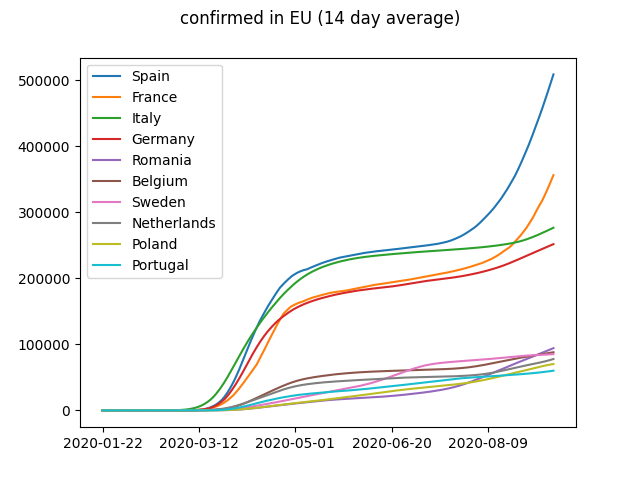 confirmed in EU (14 day average)
500000
400000
300000
200000
100000
0
Spain
France
Italy
Germany
Romania
Belgium
Sweden
Netherlands
Poland
Portugal
2020-01-22 2020-03-12 2020-05-01 2020-06-20 2020-08-09